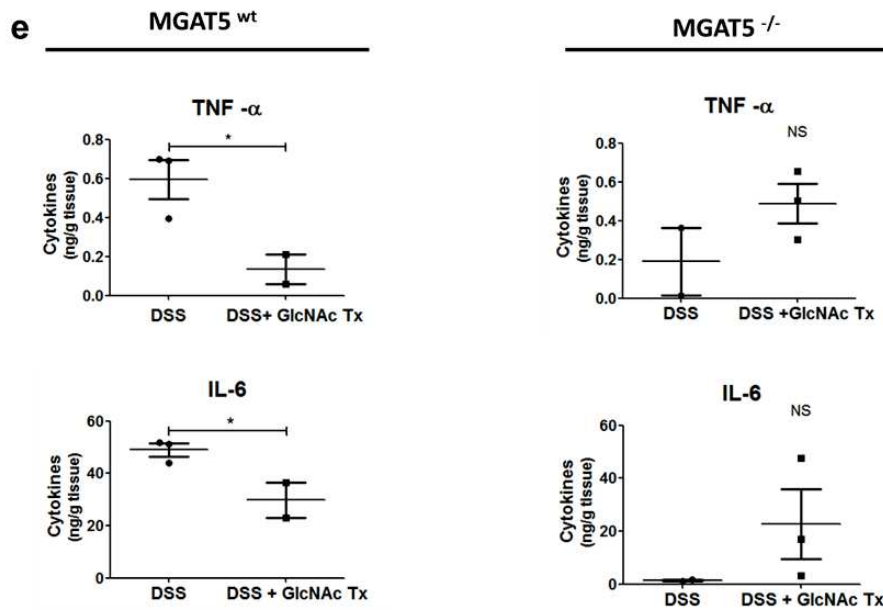 e
MGAT5 wt
MGAT5 -/-
TNF -α
*
Cytokines
(ng/g tissue)
0.8
0.6
0.4
0.2
0.0
DSS
DSS+ GlcNAc Tx
TNF -α
NS
Cytokines
(ng/g tissue)
0.8
0.6
0.4
0.2
0.0
DSS
DSS +GlcNAc Tx
IL-6
*
Cytokines
(ng/g tissue)
60
40
20
0
DSS
DSS + GlcNAc Tx
IL-6
NS
Cytokines
(ng/g tissue)
60
40
20
0
DSS
DSS + GlcNAc Tx